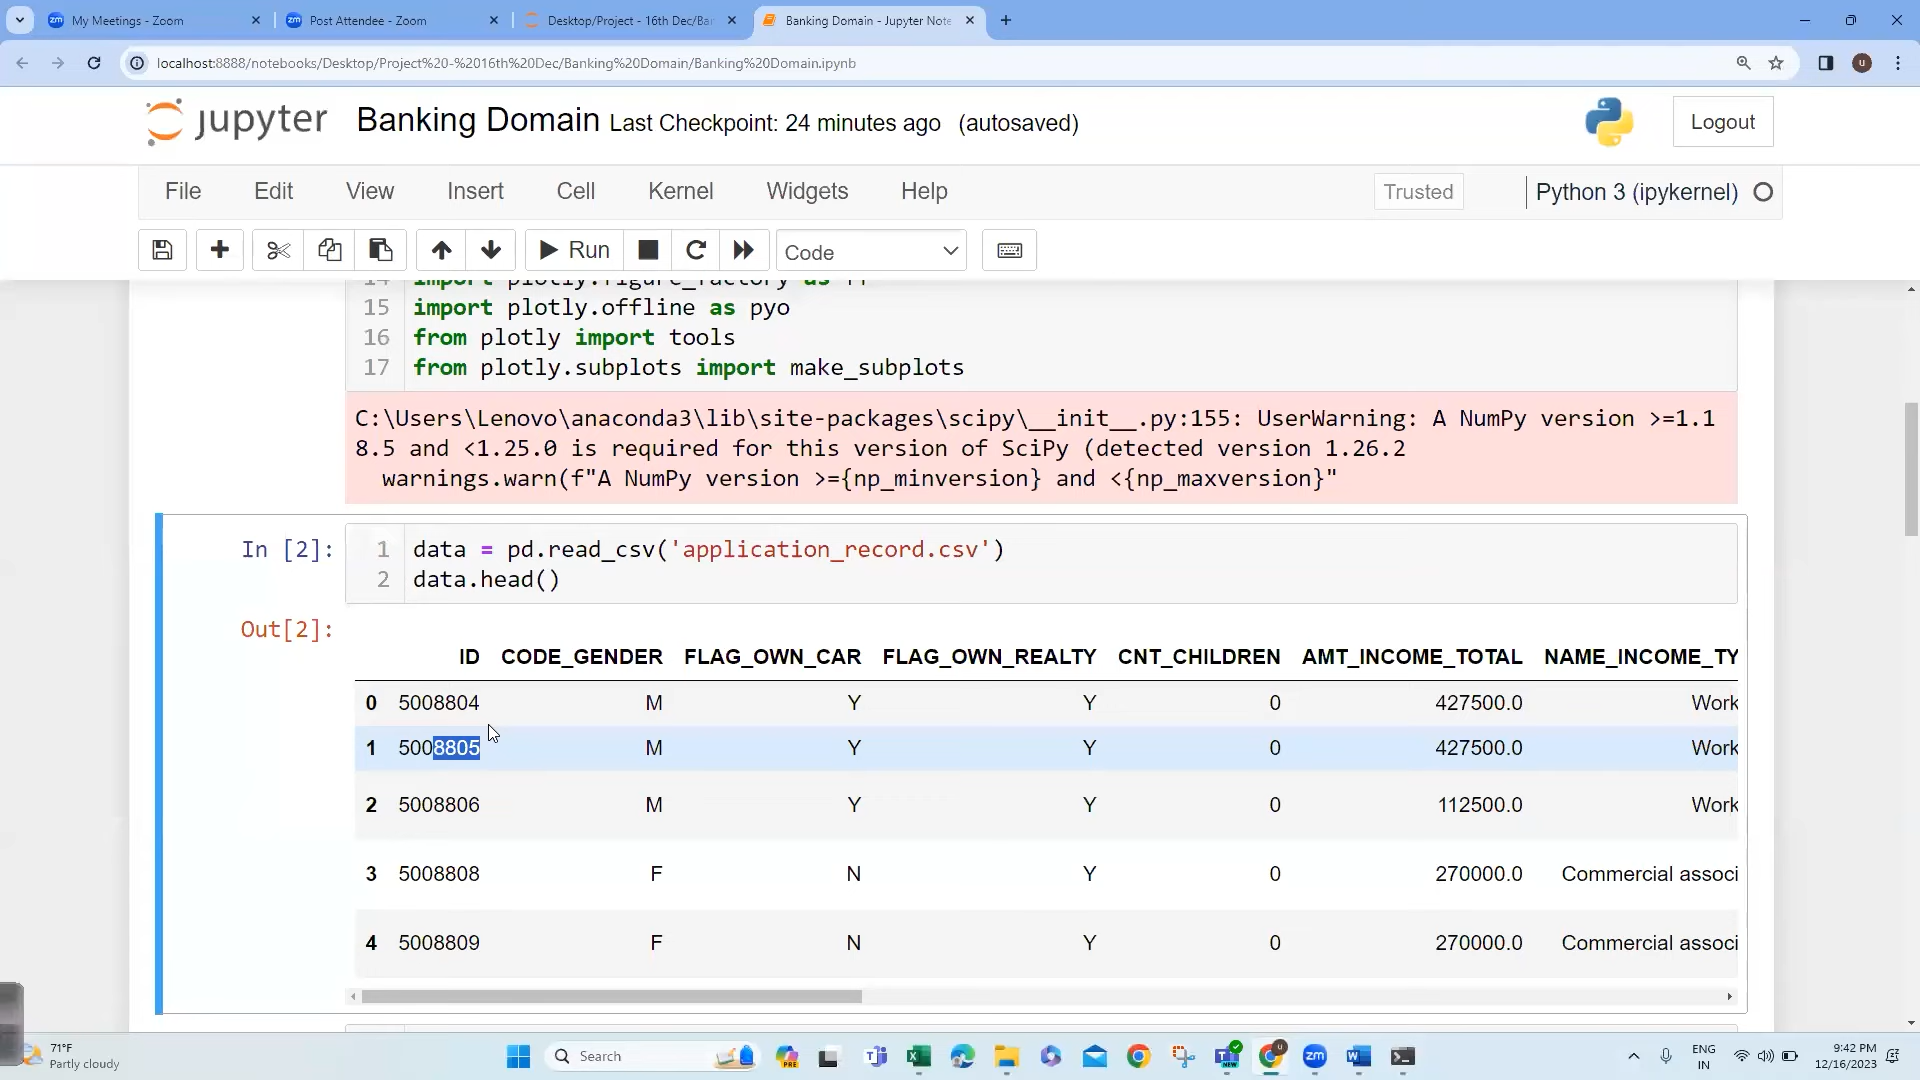 My Meetings - Zoom
Post Attendee - Zoom
Desktop/Project - 16th Dec/Ban
Banking Domain - Jupyter Note
localhost:8888/notebooks/Desktop/Project%20-%2016th%20Dec/Banking%20Domain/Banking%20Domain.ipynb
jupyter Banking Domain Last Checkpoint: 24 minutes ago (autosaved)
Logout
File Edit View Insert Cell Kernel Widgets Help
Trusted
Python 3 (ipykernel)
Run
Code
14 import plotly.figure_factory as ff
15 import plotly.offline as pyo
16 from plotly import tools
17 from plotly.subplots import make_subplots
C:\Users\Lenovo\anaconda3\lib\site-packages\scipy\__init__.py:155: UserWarning: A NumPy version >=1.1
8.5 and <1.25.0 is required for this version of SciPy (detected version 1.26.2
warnings.warn(f"A NumPy version >={np_minversion} and <{np_maxversion}"
In [2]:
1 data = pd.read_csv('application_record.csv')
2 data.head()
Out[2]:
ID CODE_GENDER FLAG_OWN_CAR FLAG_OWN_REALTY CNT_CHILDREN AMT_INCOME_TOTAL NAME_INCOME_TY
0 5008804 M Y Y 0 427500.0 Work
1 5008805 M Y Y 0 427500.0 Work
2 5008806 M Y Y 0 112500.0 Work
3 5008808 F N Y 0 270000.0 Commercial associ
4 5008809 F N Y 0 270000.0 Commercial associ
71°F
Partly cloudy
Search
ENG
IN
9:42 PM
12/16/2023